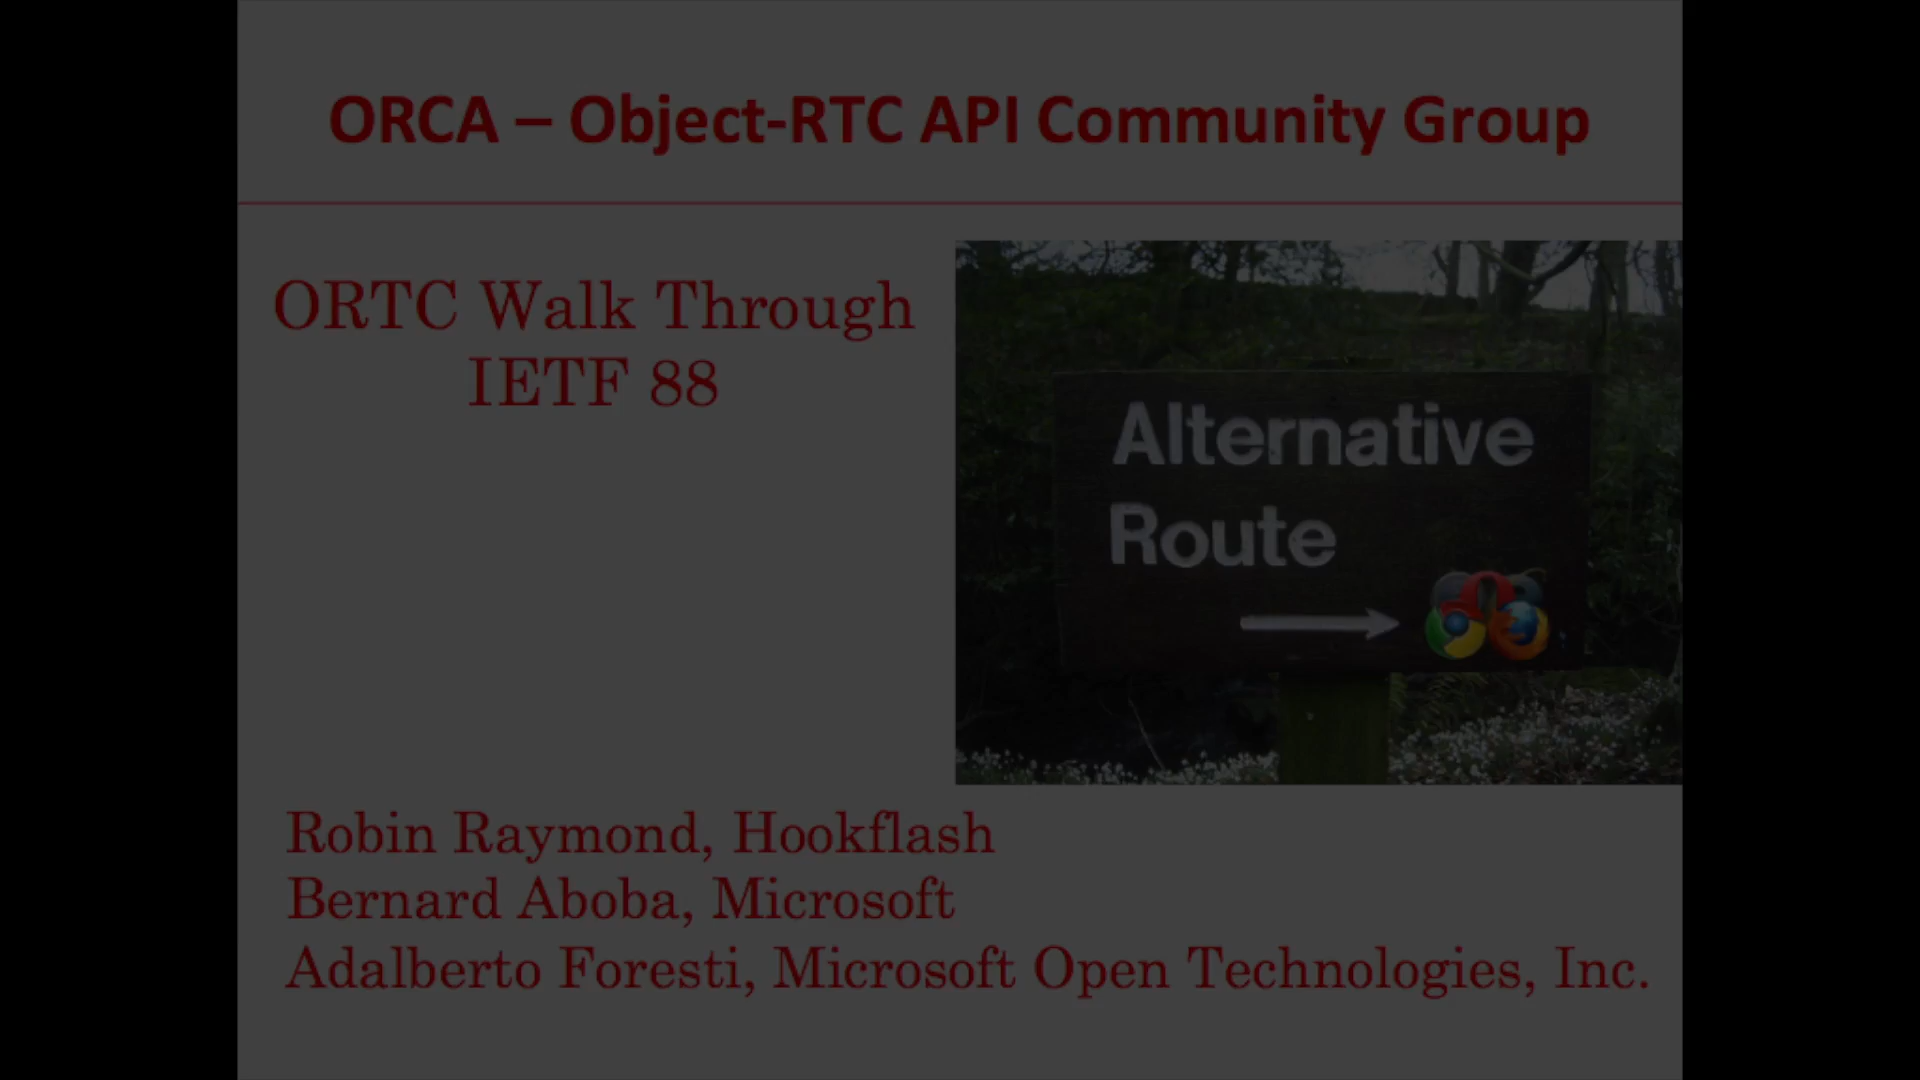 ORCA – Object-RTC API Community Group
ORTC Walk Through
IETF 88
Alternative
Route
Robin Raymond, Hookflash
Bernard Aboba, Microsoft
Adalberto Foresti, Microsoft Open Technologies, Inc.